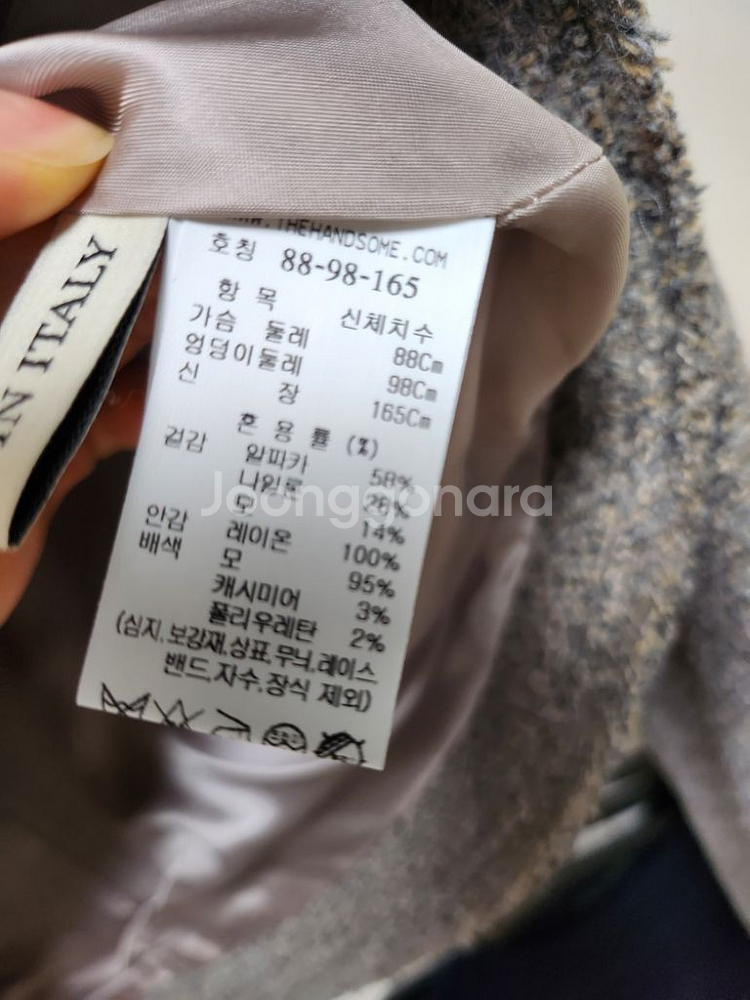 IN ITALY
WWW.THEHANDSOME.COM
호칭 88-98-165
항 목 신체치수
가슴 둘레 88Cm
엉덩이둘레 98Cm
신 장 165Cm
혼 용 률 (%)
겉감 알파카 58%
나일론 28%
모 14%
안감 레이온 100%
배색 모 95%
캐시미어 3%
폴리우레탄 2%
(심지,보강재,상표,무늬,레이스
밴드,자수,장식 제외)
Joongonara